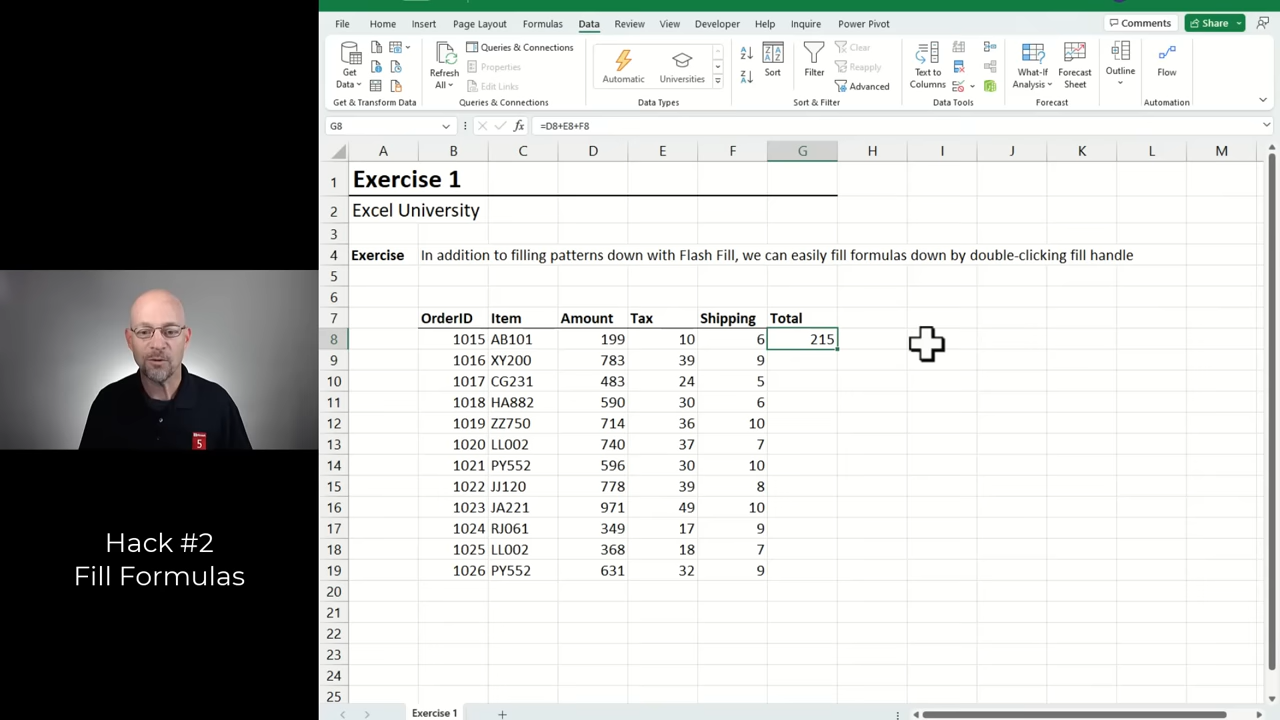 File Home Insert Page Layout Formulas Data Review View Developer Help Inquire Power Pivot Comments Share
Get Data
Refresh All
Queries & Connections
Properties
Edit Links
Automatic
Universities
Sort
Filter
Clear
Reapply
Advanced
Text to Columns
What-If Analysis
Forecast Sheet
Outline
Flow
Get & Transform Data Queries & Connections Data Types Sort & Filter Data Tools Forecast Automation
G8 fx =D8+E8+F8
A B C D E F G H I J K L M
1 Exercise 1
2 Excel University
3
4 Exercise In addition to filling patterns down with Flash Fill, we can easily fill formulas down by double-clicking fill handle
5
6
7 OrderID Item Amount Tax Shipping Total
8 1015 AB101 199 10 6 215
9 1016 XY200 783 39 9
10 1017 CG231 483 24 5
11 1018 HA882 590 30 6
12 1019 ZZ750 714 36 10
13 1020 LL002 740 37 7
14 1021 PY552 596 30 10
15 1022 JJ120 778 39 8
16 1023 JA221 971 49 10
17 1024 RJ061 349 17 9
18 1025 LL002 368 18 7
19 1026 PY552 631 32 9
20
21
22
23
24
25
Exercise 1
5
Hack #2
Fill Formulas